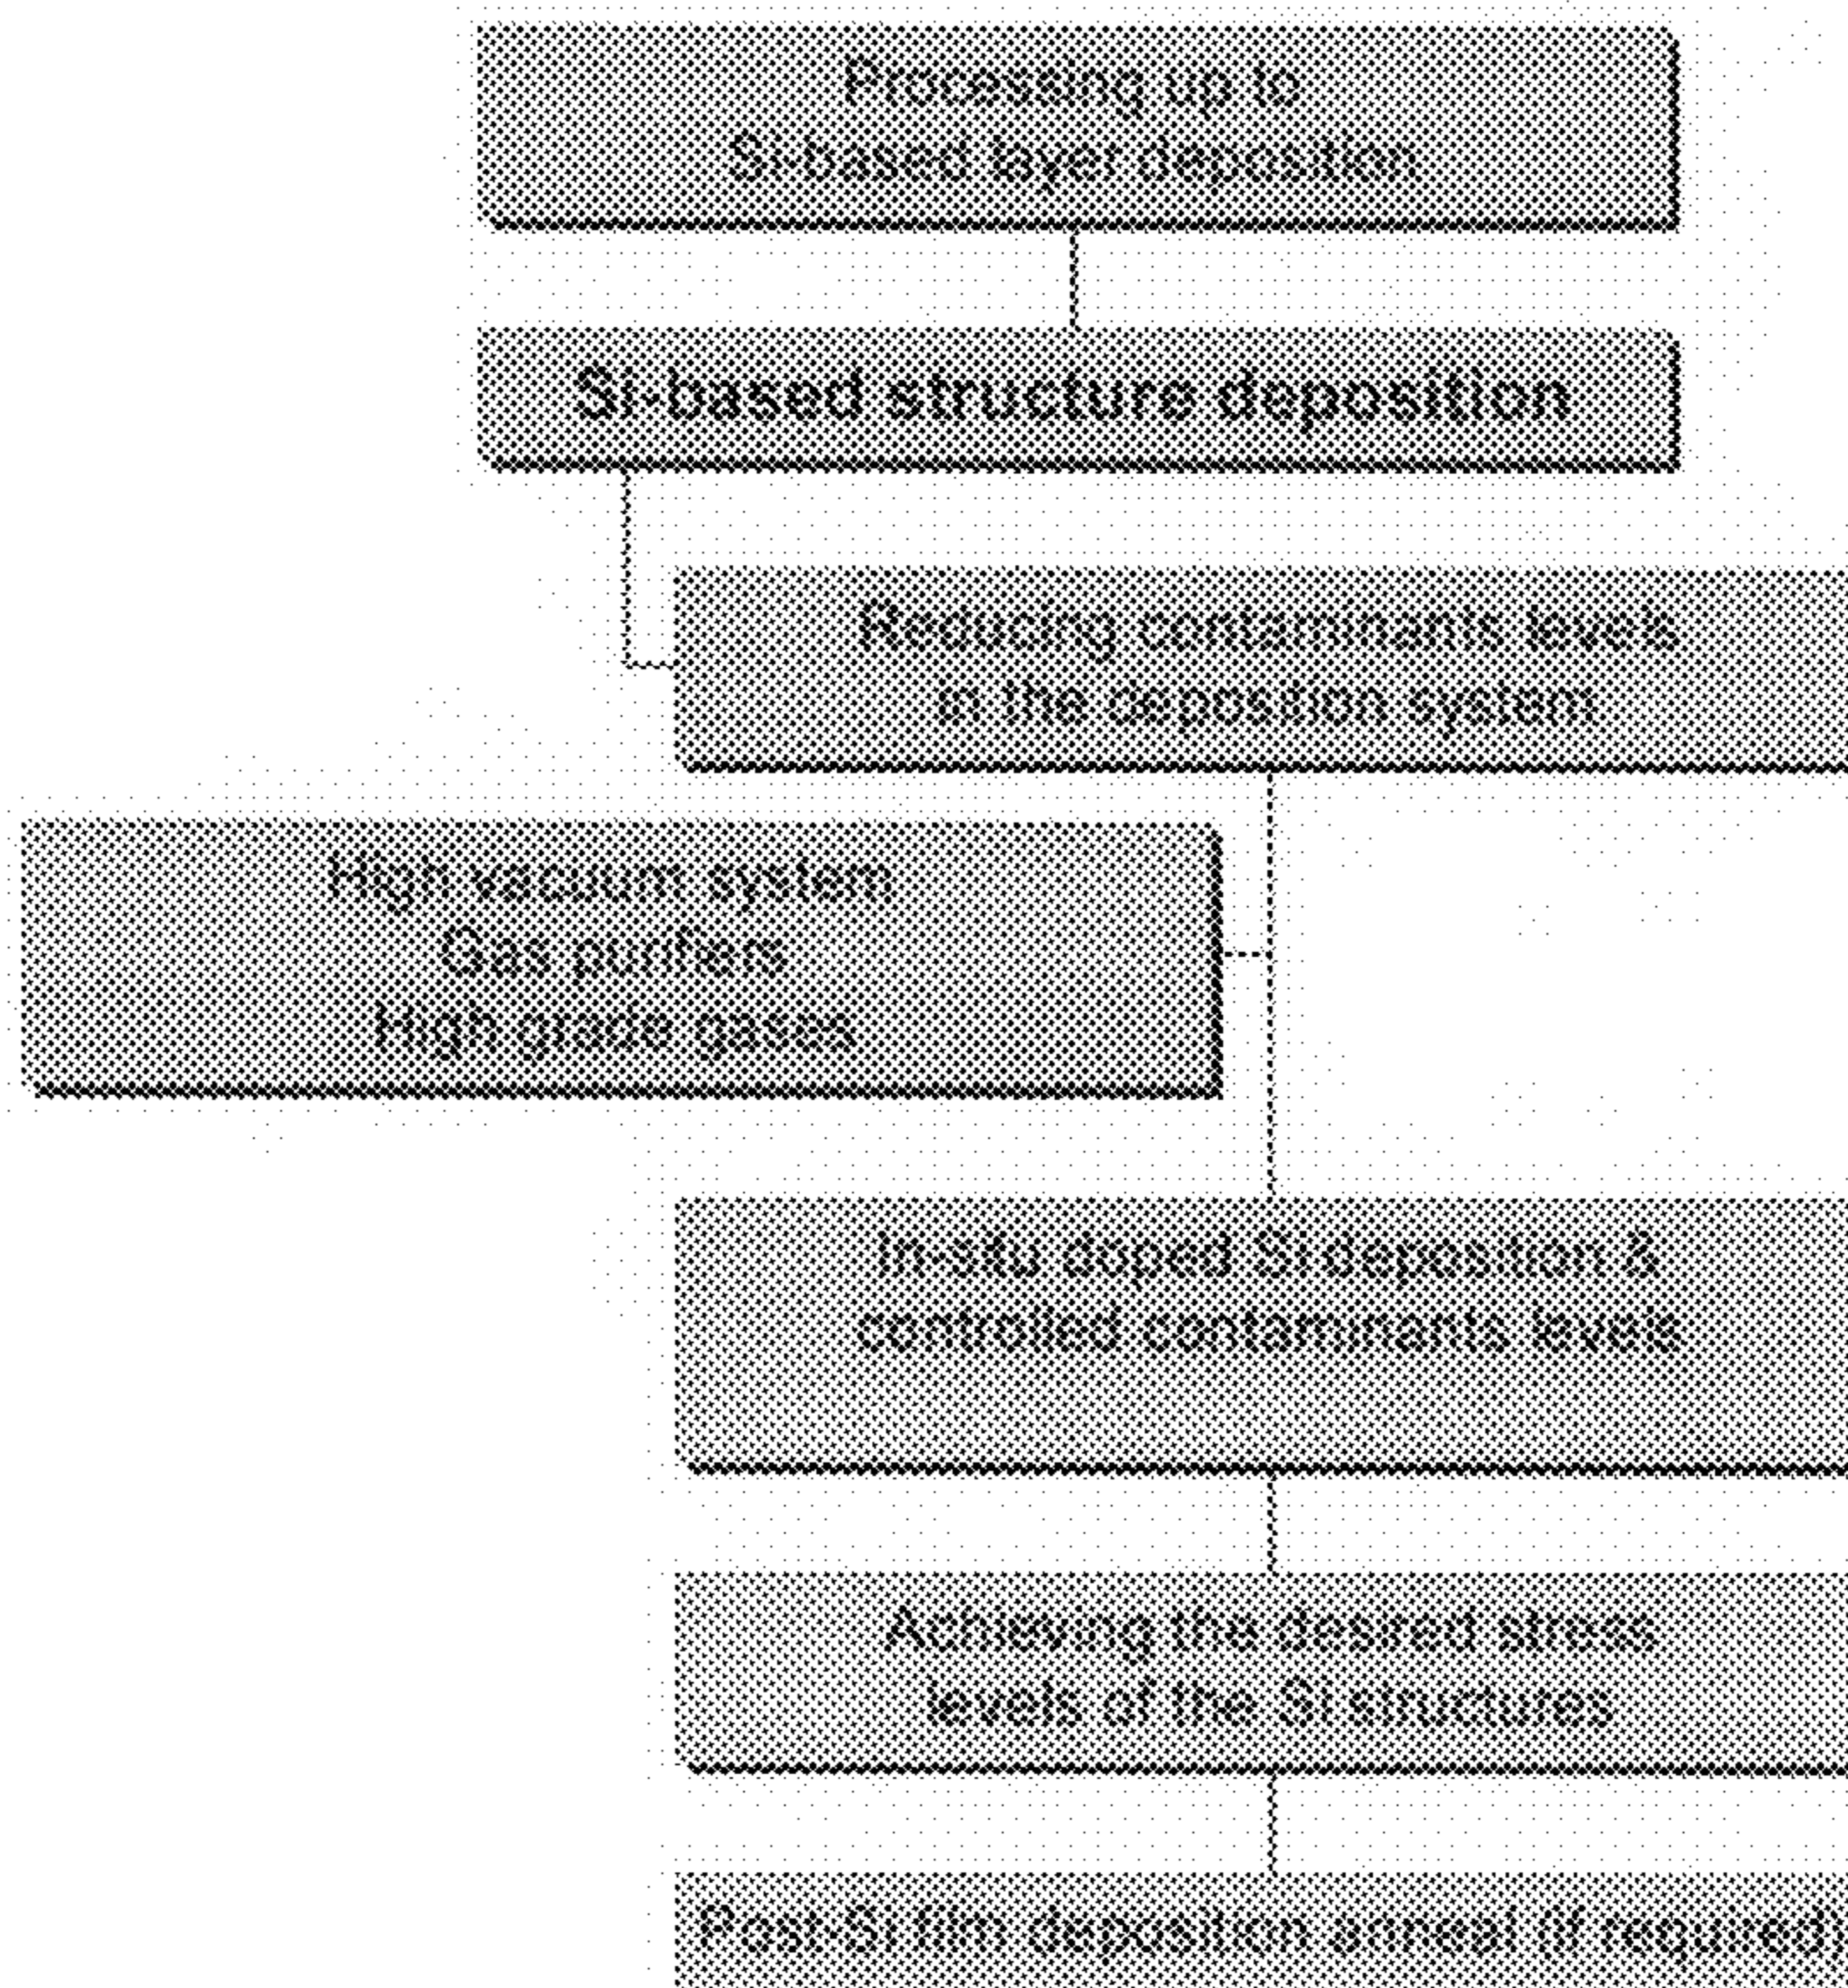 Processing up to
Si-based layer deposition
Si-based structure deposition
Reducing contaminants levels
in the deposition system
High vacuum system
Gas purifiers
High grade gases
In-situ doped Si deposition &
controlled contaminants levels
Achieving the desired stress
levels of the Si structures
Post-Si film deposition anneal (if required)